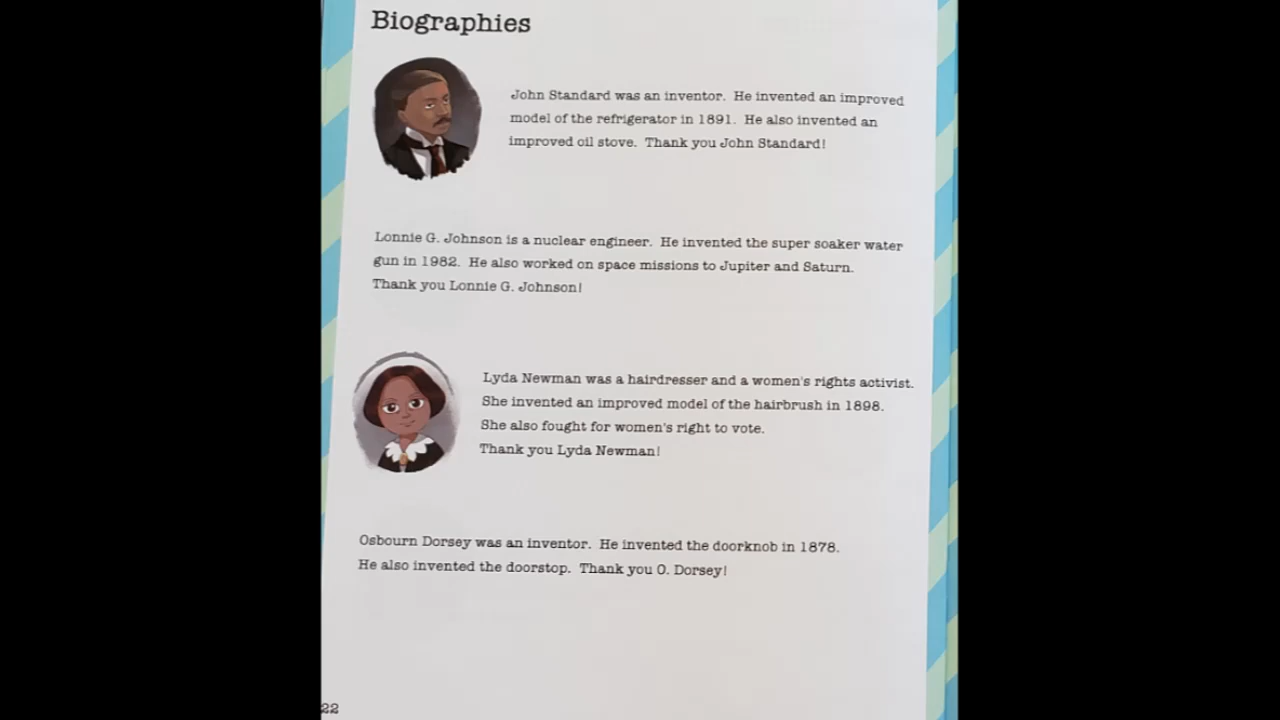 Biographies
John Standard was an inventor. He invented an improved
model of the refrigerator in 1891. He also invented an
improved oil stove. Thank you John Standard!
Lonnie G. Johnson is a nuclear engineer. He invented the super soaker water
gun in 1982. He also worked on space missions to Jupiter and Saturn.
Thank you Lonnie G. Johnson!
Lyda Newman was a hairdresser and a women's rights activist.
She invented an improved model of the hairbrush in 1898.
She also fought for women's right to vote.
Thank you Lyda Newman!
Osbourn Dorsey was an inventor. He invented the doorknob in 1878.
He also invented the doorstop. Thank you O. Dorsey!
22